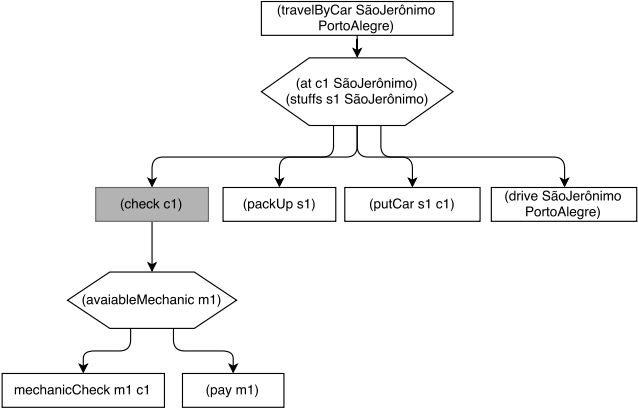 (travelByCar SãoJerônimo
PortoAlegre)
(at c1 SãoJerônimo)
(stuffs s1 SãoJerônimo)
(check c1)
(packUp s1)
(putCar s1 c1)
(drive SãoJerônimo
PortoAlegre)
(avaiableMechanic m1)
mechanicCheck m1 c1
(pay m1)